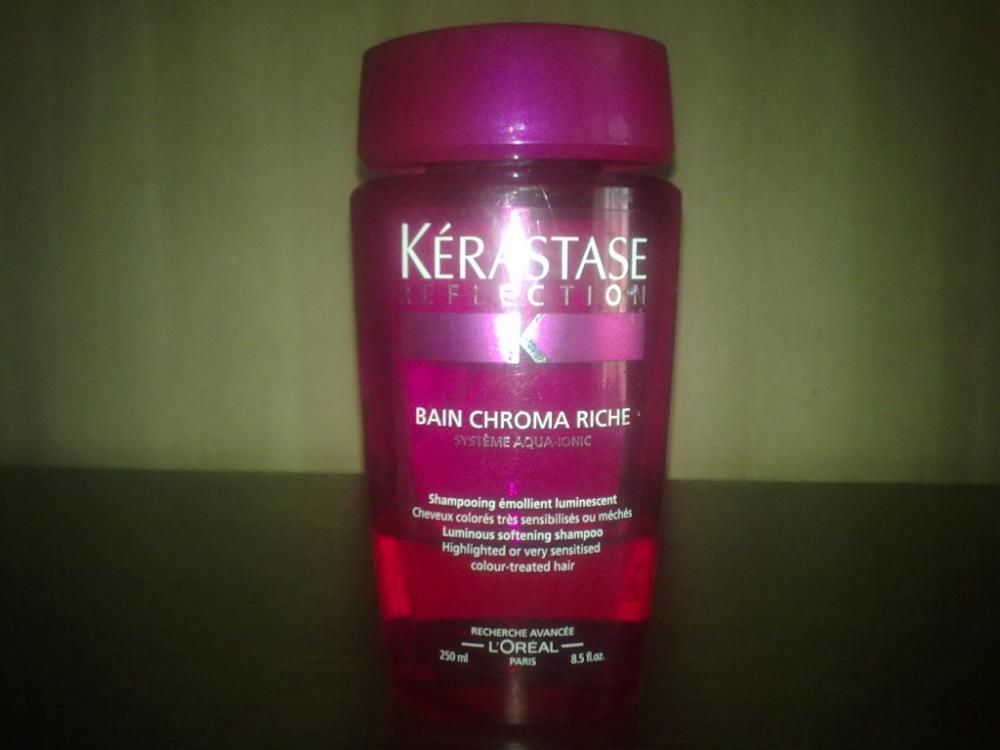 KÉRASTASE
REFLECTION
K
BAIN CHROMA RICHE
SYSTÈME AQUA-IONIC
Shampooing émollient luminescent
Cheveux colorés très sensibilisés ou méchés
Luminous softening shampoo
Highlighted or very sensitised
colour-treated hair
RECHERCHE AVANCÉE
L'ORÉAL
250 ml PARIS 8.5 fl.oz.